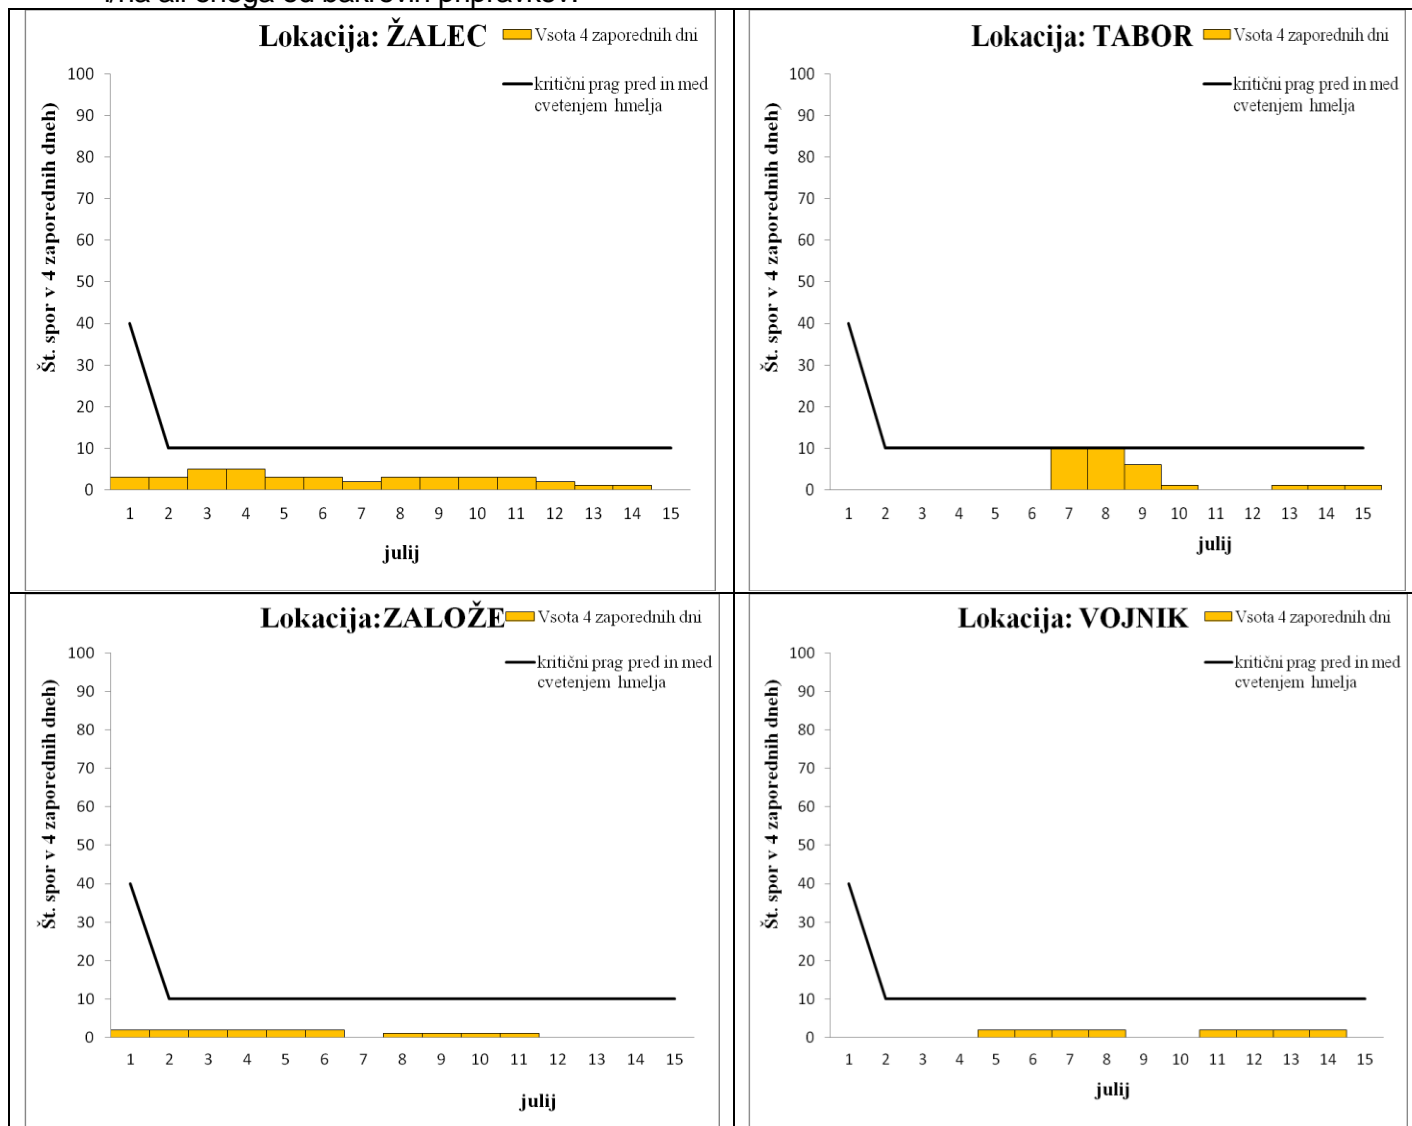 l/ha ali enega od bakrovih pripravkov.
Lokacija: ŽALEC
Vsota 4 zaporednih dni
kritični prag pred in med
cvetenjem hmelja
Št. spor v 4 zaporednih dneh)
100
90
80
70
60
50
40
30
20
10
0
1 2 3 4 5 6 7 8 9 10 11 12 13 14 15
julij
Lokacija: TABOR
Vsota 4 zaporednih dni
kritični prag pred in med
cvetenjem hmelja
Št. spor v 4 zaporednih dneh)
100
90
80
70
60
50
40
30
20
10
0
1 2 3 4 5 6 7 8 9 10 11 12 13 14 15
julij
Lokacija:ZALOŽE
Vsota 4 zaporednih dni
kritični prag pred in med
cvetenjem hmelja
Št. spor v 4 zaporednih dneh)
100
90
80
70
60
50
40
30
20
10
0
1 2 3 4 5 6 7 8 9 10 11 12 13 14 15
julij
Lokacija: VOJNIK
Vsota 4 zaporednih dni
kritični prag pred in med
cvetenjem hmelja
Št. spor v 4 zaporednih dneh)
100
90
80
70
60
50
40
30
20
10
0
1 2 3 4 5 6 7 8 9 10 11 12 13 14 15
julij